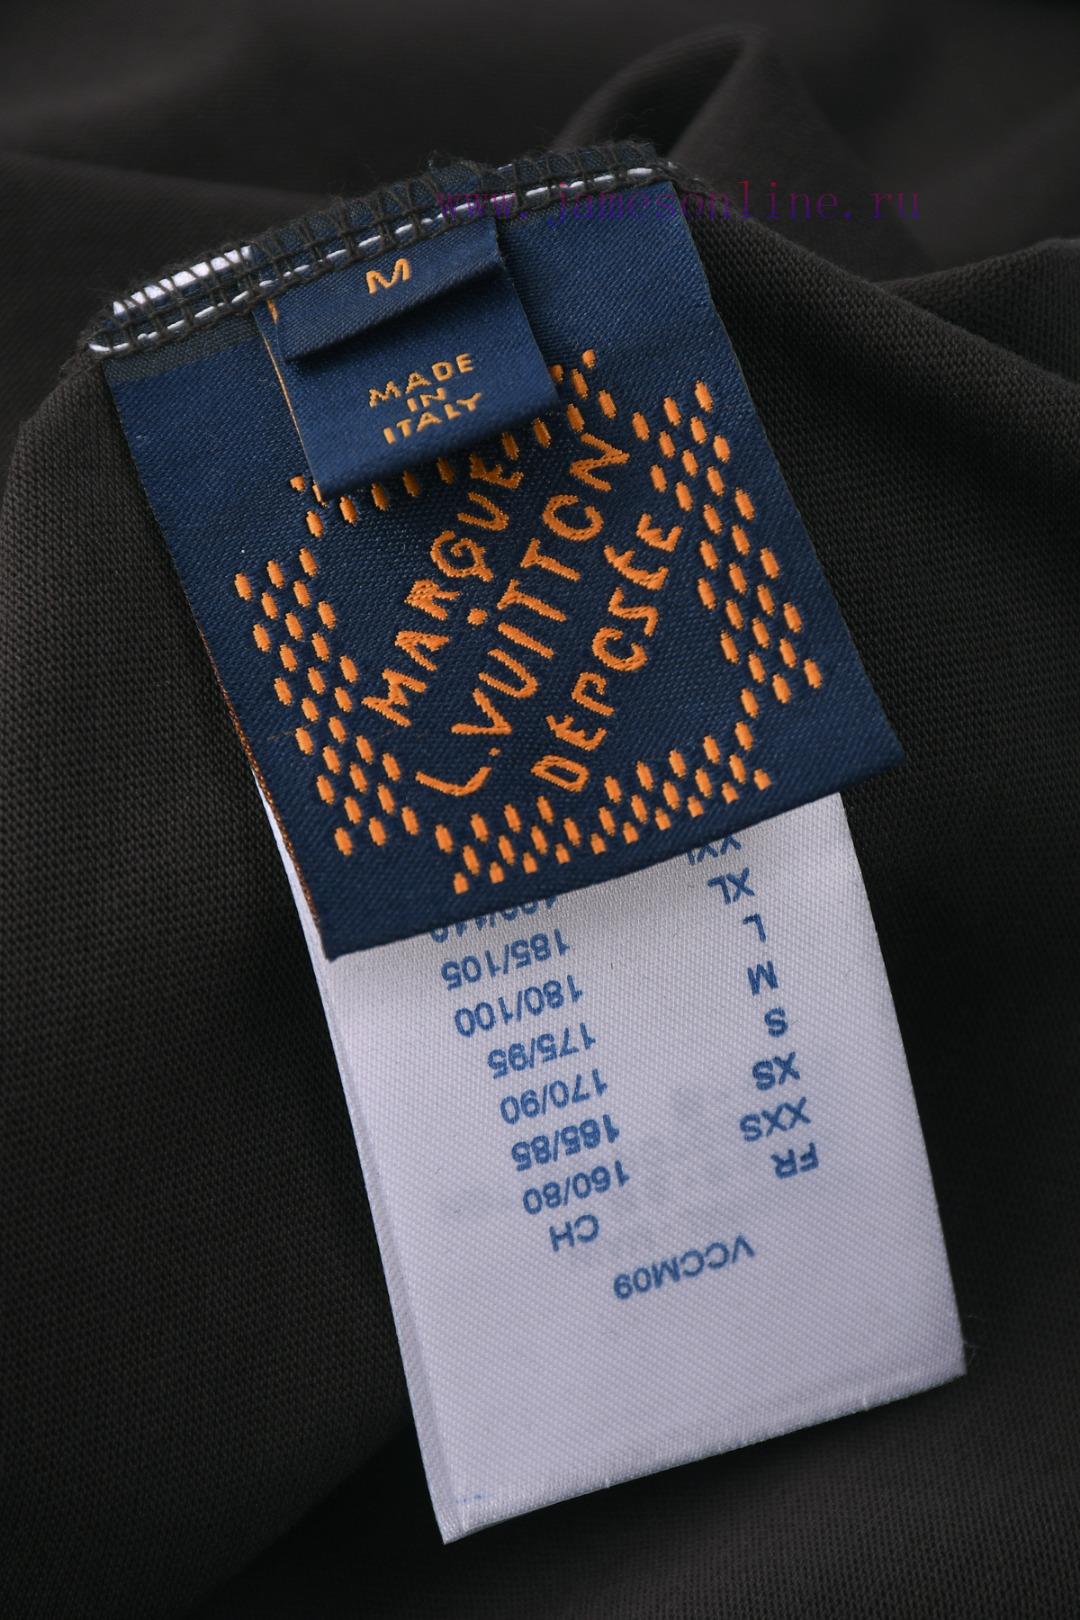 www.jamesonline.ru
M
MADE
IN
ITALY
MARQUE
L.VUITTON
DEPOSEE
VCCM09
FR CH
XXS 160/80
XS 165/85
S 170/90
M 175/95
L 180/100
XL 185/105
XXL